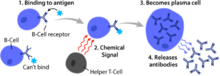 1. Binding to antigen
B-Cell receptor
B-Cell
Can't bind
2. Chemical
Signal
Helper T-Cell
3. Becomes plasma cell
4. Releases
antibodies